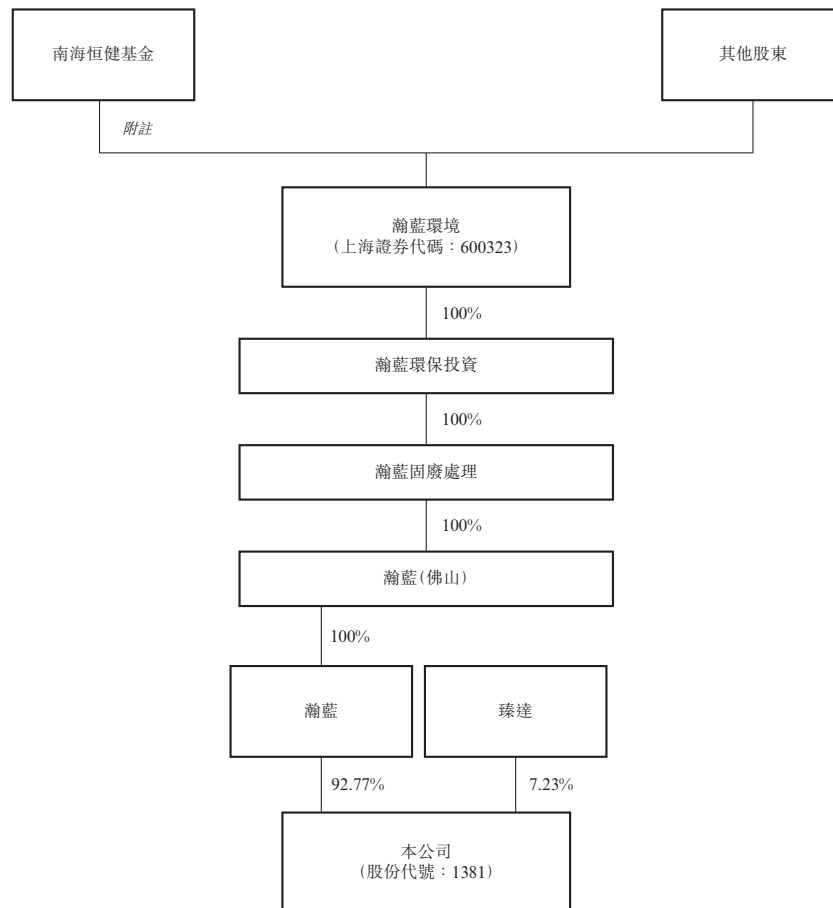 南海恒健基金
其他股東
附註
瀚藍環境
(上海證券代碼：600323)
100%
瀚藍環保投資
100%
瀚藍固廢處理
100%
瀚藍(佛山)
100%
瀚藍
臻達
92.77%
7.23%
本公司
(股份代號：1381)